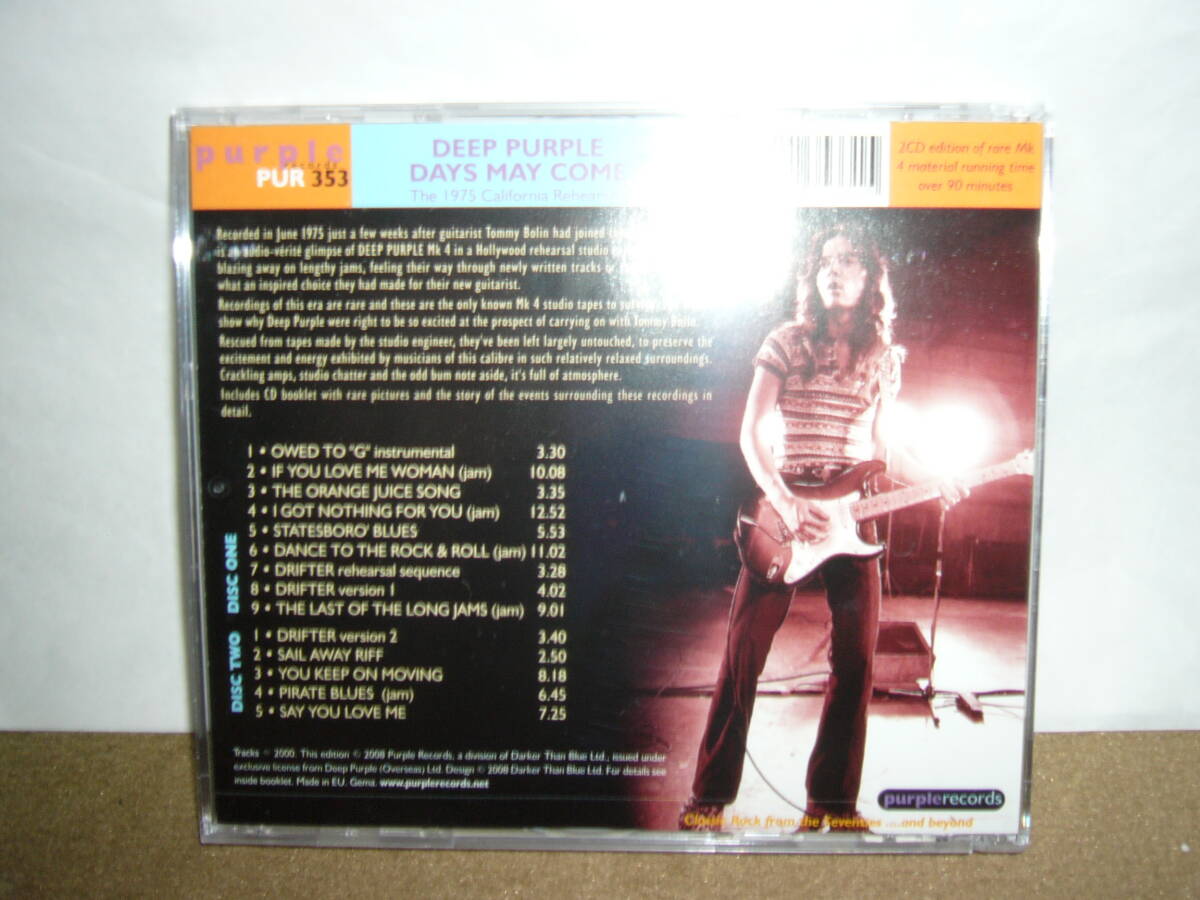 purple
records
PUR 353
DEEP PURPLE
DAYS MAY COME
The 1975 California
2CD edition of rare Mk
4 material running time
over 90 minutes
Recorded in June 1975 just a few weeks after guitarist Tommy Bolin had joined
is an audio-vérité glimpse of DEEP PURPLE Mk 4 in a Hollywood rehearsal studio
blazing away on lengthy jams, feeling their way through newly written tracks
what an inspired choice they had made for their new guitarist.
Recordings of this era are rare and these are the only known Mk 4 studio tapes to
show why Deep Purple were right to be so excited at the prospect of carrying on with Tommy Bolin.
Rescued from tapes made by the studio engineer, they've been left largely untouched, to preserve the
excitement and energy exhibited by musicians of this calibre in such relatively relaxed surroundings.
Crackling amps, studio chatter and the odd bum note aside, it's full of atmosphere.
Includes CD booklet with rare pictures and the story of the events surrounding these recordings in
detail.
DISC ONE
1 • OWED TO "G" instrumental 3.30
2 • IF YOU LOVE ME WOMAN (jam) 10.08
3 • THE ORANGE JUICE SONG 3.35
4 • I GOT NOTHING FOR YOU (jam) 12.52
5 • STATESBORO' BLUES 5.53
6 • DANCE TO THE ROCK & ROLL (jam) 11.02
7 • DRIFTER rehearsal sequence 3.28
8 • DRIFTER version 1 4.02
9 • THE LAST OF THE LONG JAMS (jam) 9.01
DISC TWO
1 • DRIFTER version 2 3.40
2 • SAIL AWAY RIFF 2.50
3 • YOU KEEP ON MOVING 8.18
4 • PIRATE BLUES (jam) 6.45
5 • SAY YOU LOVE ME 7.25
Tracks ℗ 2000. This edition © 2008 Purple Records, a division of Darker Than Blue Ltd., issued under
exclusive license from Deep Purple (Overseas) Ltd. Design © 2008 Darker Than Blue Ltd. For details see
inside booklet. Made in EU. Gema. www.purplerecords.net
purplerecords
Classic Rock from the Seventies ...and beyond